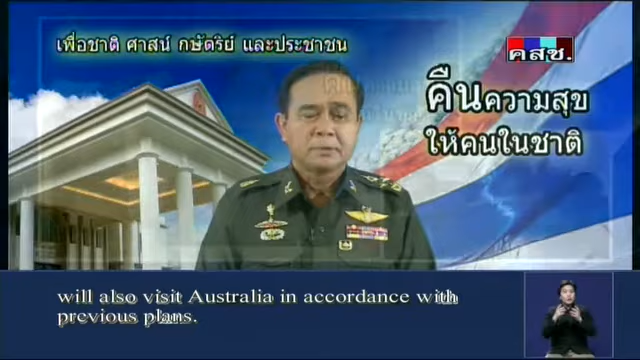 เพื่อชาติ ศาสน์ กษัตริย์ และประชาชน
คสช.
คืนความสุข
ให้คนในชาติ
will also visit Australia in accordance with
previous plans.